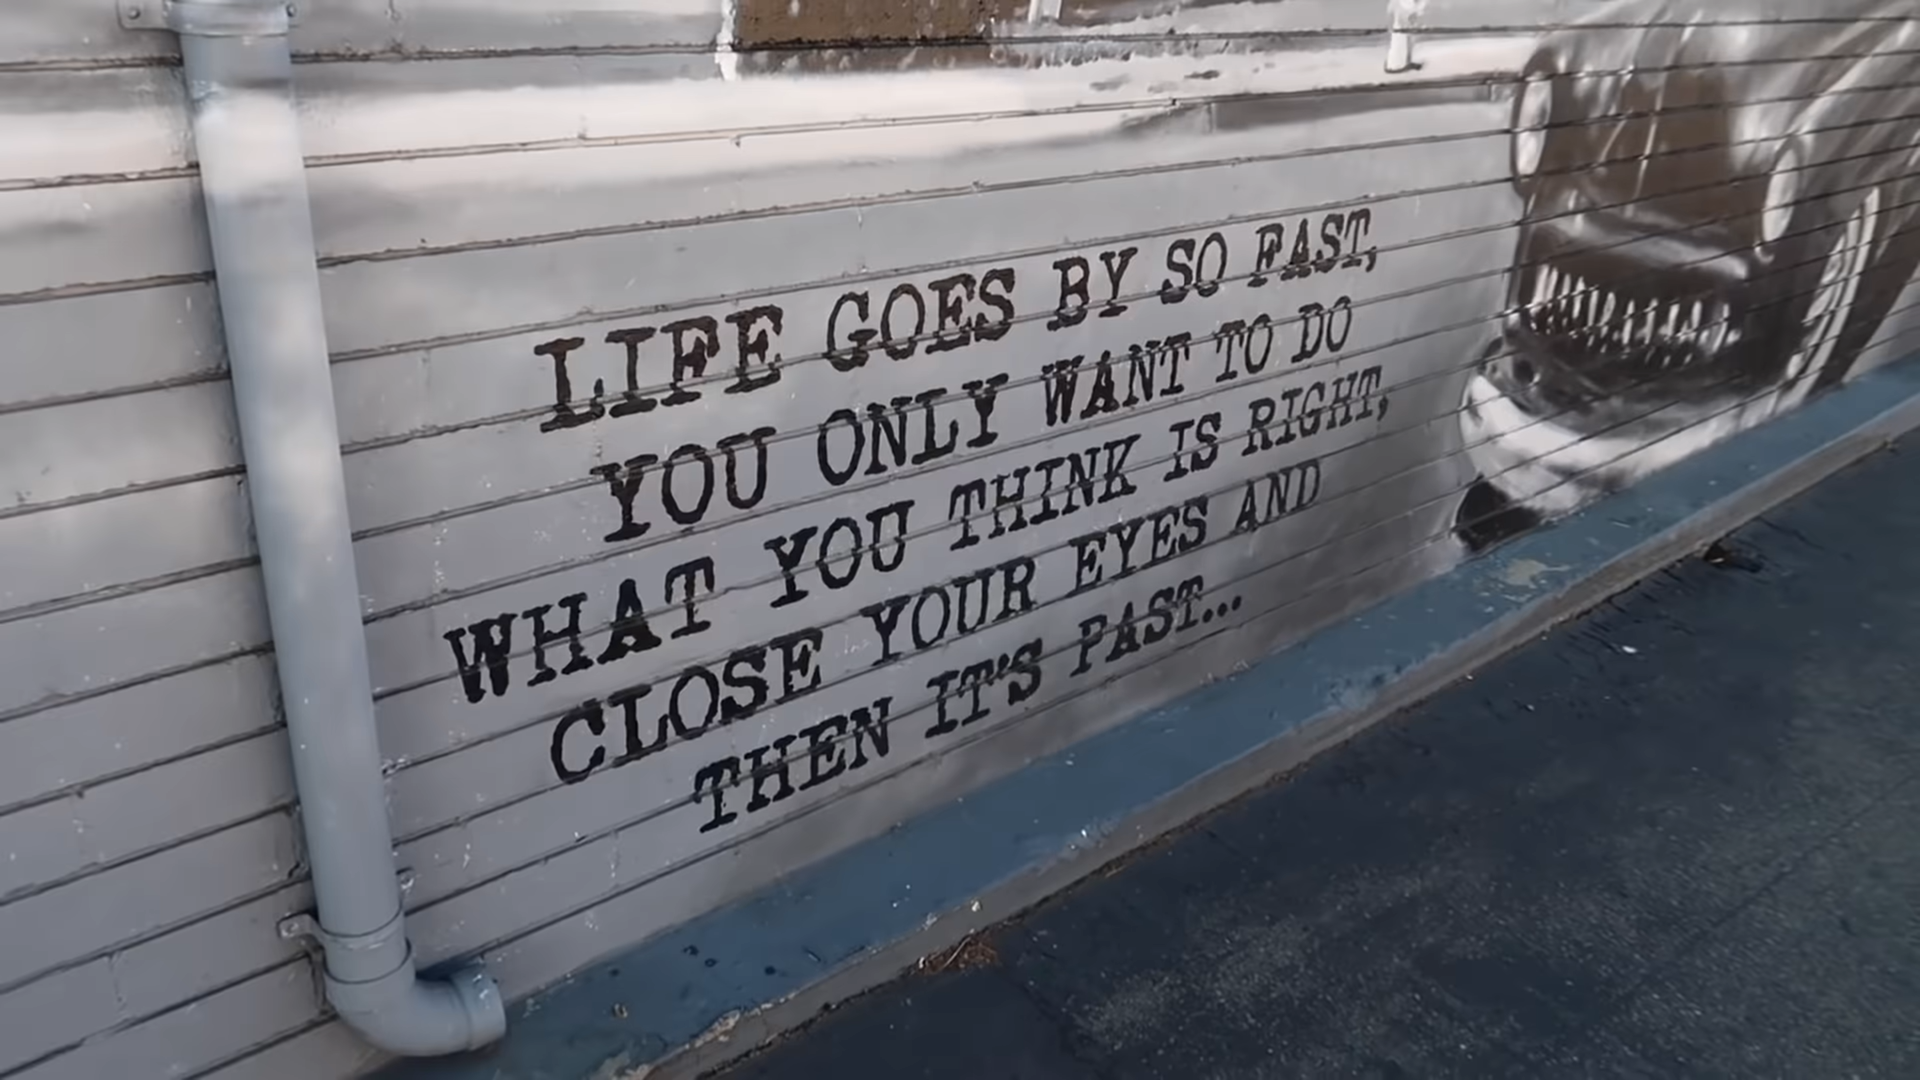 LIFE GOES BY SO FAST,
YOU ONLY WANT TO DO
WHAT YOU THINK IS RIGHT,
CLOSE YOUR EYES AND
THEN IT'S PAST...